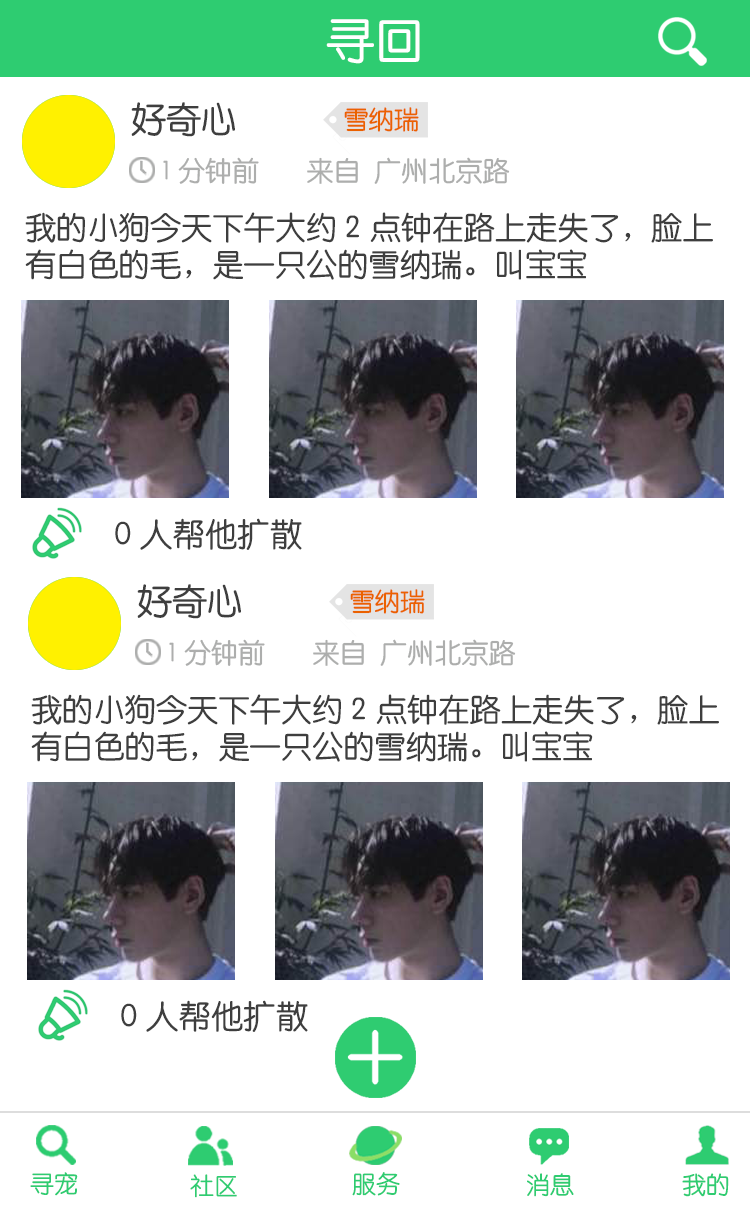 寻回
好奇心 雪纳瑞
1 分钟前 来自 广州北京路
我的小狗今天下午大约 2 点钟在路上走失了，脸上
有白色的毛，是一只公的雪纳瑞。叫宝宝
0 人帮他扩散
好奇心 雪纳瑞
1 分钟前 来自 广州北京路
我的小狗今天下午大约 2 点钟在路上走失了，脸上
有白色的毛，是一只公的雪纳瑞。叫宝宝
0 人帮他扩散
寻宠 社区 服务 消息 我的